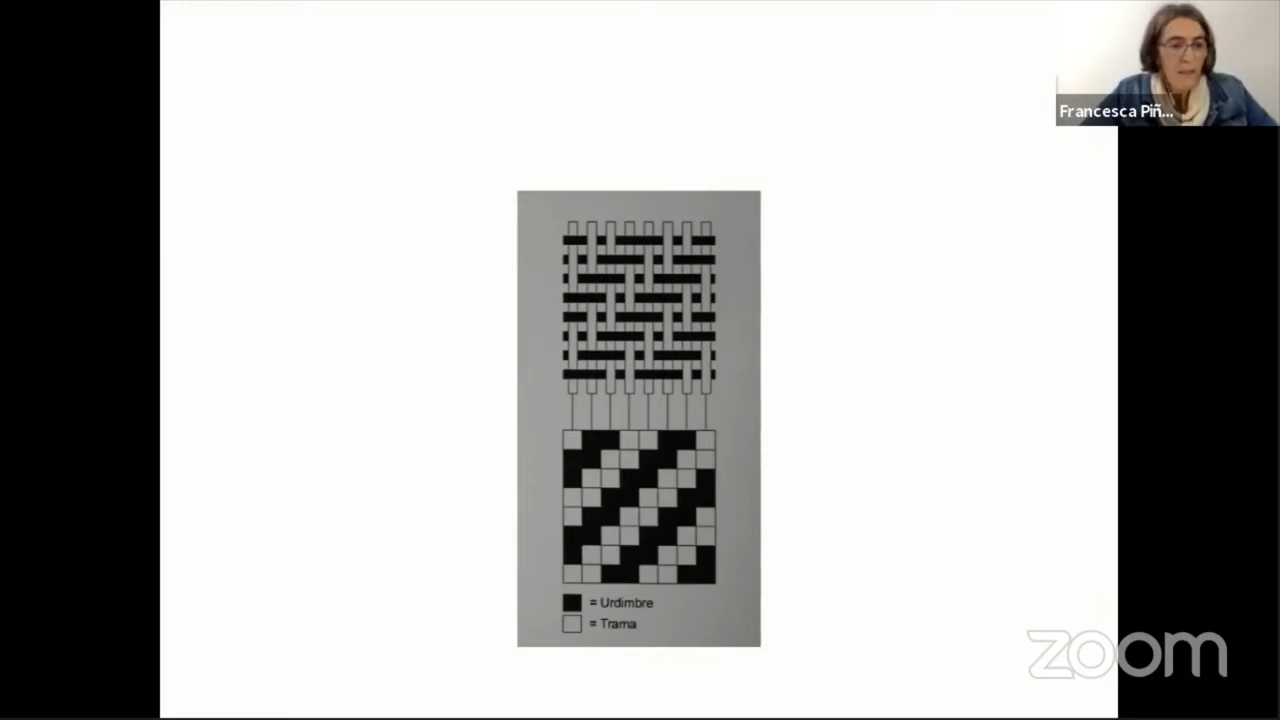 Francesca Piñ...
= Urdimbre
= Trama
zoom